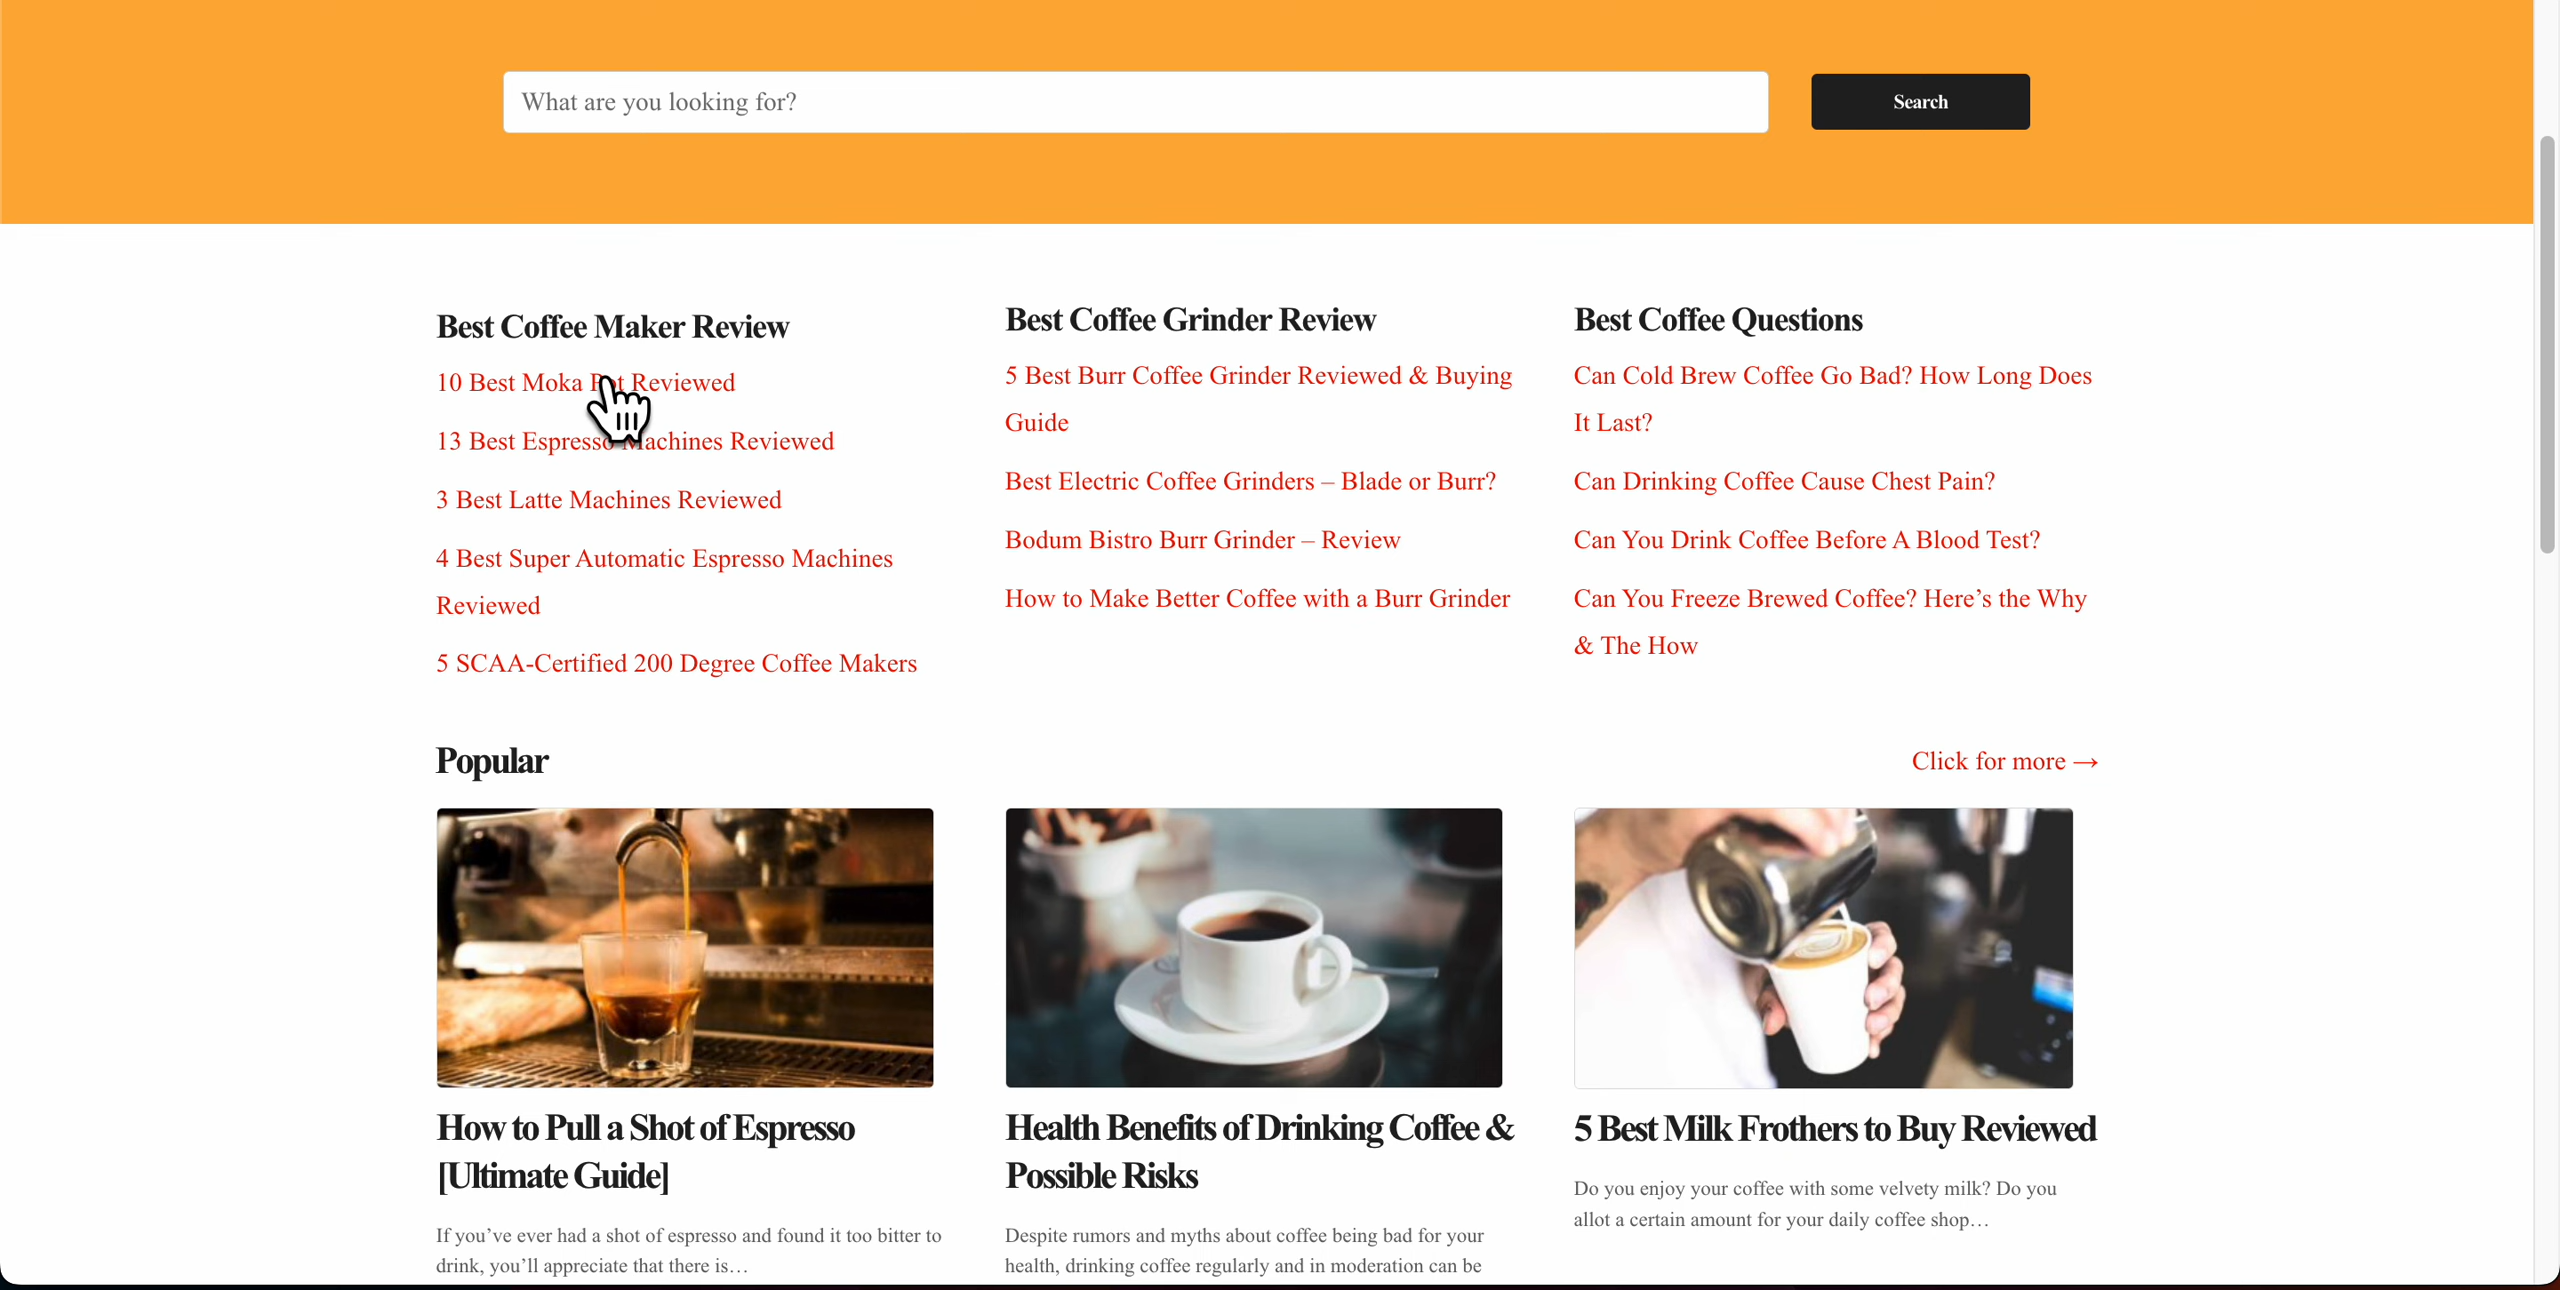 What are you looking for?
Search
Best Coffee Maker Review
10 Best Moka Pot Reviewed
13 Best Espresso Machines Reviewed
3 Best Latte Machines Reviewed
4 Best Super Automatic Espresso Machines
Reviewed
5 SCAA-Certified 200 Degree Coffee Makers
Best Coffee Grinder Review
5 Best Burr Coffee Grinder Reviewed & Buying
Guide
Best Electric Coffee Grinders – Blade or Burr?
Bodum Bistro Burr Grinder – Review
How to Make Better Coffee with a Burr Grinder
Best Coffee Questions
Can Cold Brew Coffee Go Bad? How Long Does
It Last?
Can Drinking Coffee Cause Chest Pain?
Can You Drink Coffee Before A Blood Test?
Can You Freeze Brewed Coffee? Here’s the Why
& The How
Popular
Click for more →
How to Pull a Shot of Espresso
[Ultimate Guide]
If you’ve ever had a shot of espresso and found it too bitter to
drink, you’ll appreciate that there is…
Health Benefits of Drinking Coffee &
Possible Risks
Despite rumors and myths about coffee being bad for your
health, drinking coffee regularly and in moderation can be
5 Best Milk Frothers to Buy Reviewed
Do you enjoy your coffee with some velvety milk? Do you
allot a certain amount for your daily coffee shop…